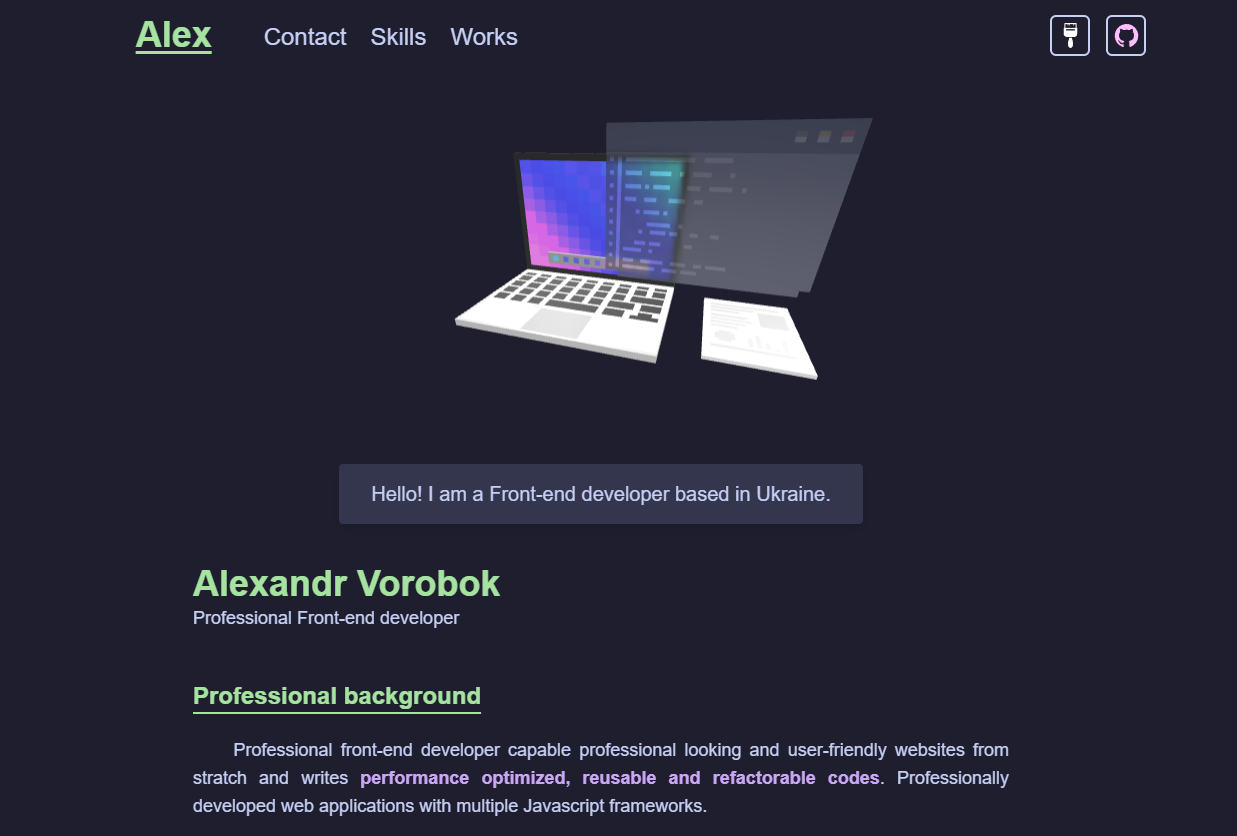 Alex
Contact
Skills
Works
Hello! I am a Front-end developer based in Ukraine.
Alexandr Vorobok
Professional Front-end developer
Professional background
Professional front-end developer capable professional looking and user-friendly websites from
stratch and writes performance optimized, reusable and refactorable codes. Professionally
developed web applications with multiple Javascript frameworks.